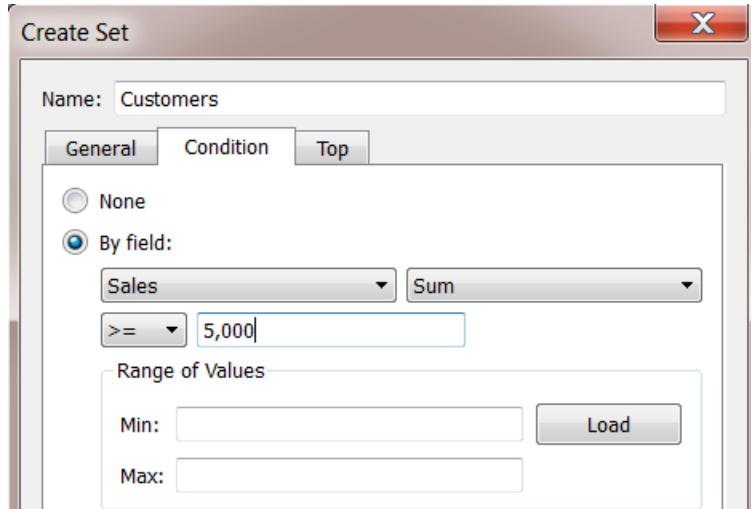 Create Set
X
Name: Customers
General Condition Top
None
By field:
Sales Sum
>= 5,000
Range of Values
Min: Load
Max: